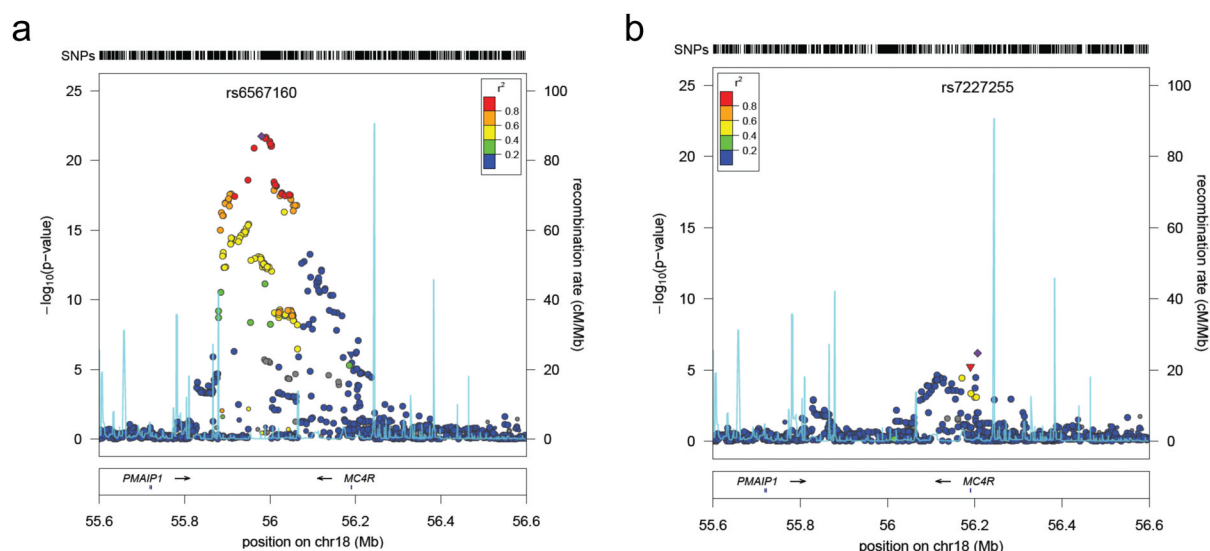 a
SNPs
rs6567160
r²
0.8
0.6
0.4
0.2
25
20
15
10
5
0
−log10(p-value)
100
80
60
40
20
0
recombination rate (cM/Mb)
PMAIP1 → ← MC4R
55.6 55.8 56 56.2 56.4 56.6
position on chr18 (Mb)
b
SNPs
rs7227255
r²
0.8
0.6
0.4
0.2
25
20
15
10
5
0
−log10(p-value)
100
80
60
40
20
0
recombination rate (cM/Mb)
PMAIP1 → ← MC4R
55.6 55.8 56 56.2 56.4 56.6
position on chr18 (Mb)